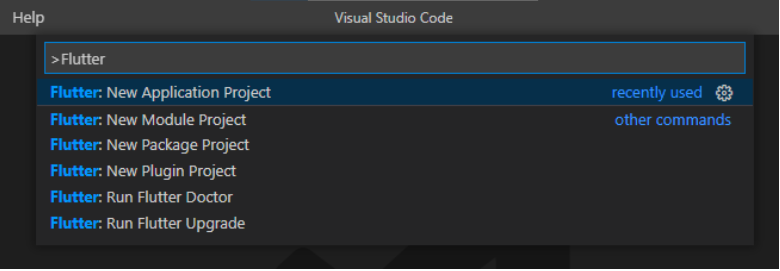 Help Visual Studio Code
>Flutter
Flutter: New Application Project recently used
Flutter: New Module Project other commands
Flutter: New Package Project
Flutter: New Plugin Project
Flutter: Run Flutter Doctor
Flutter: Run Flutter Upgrade